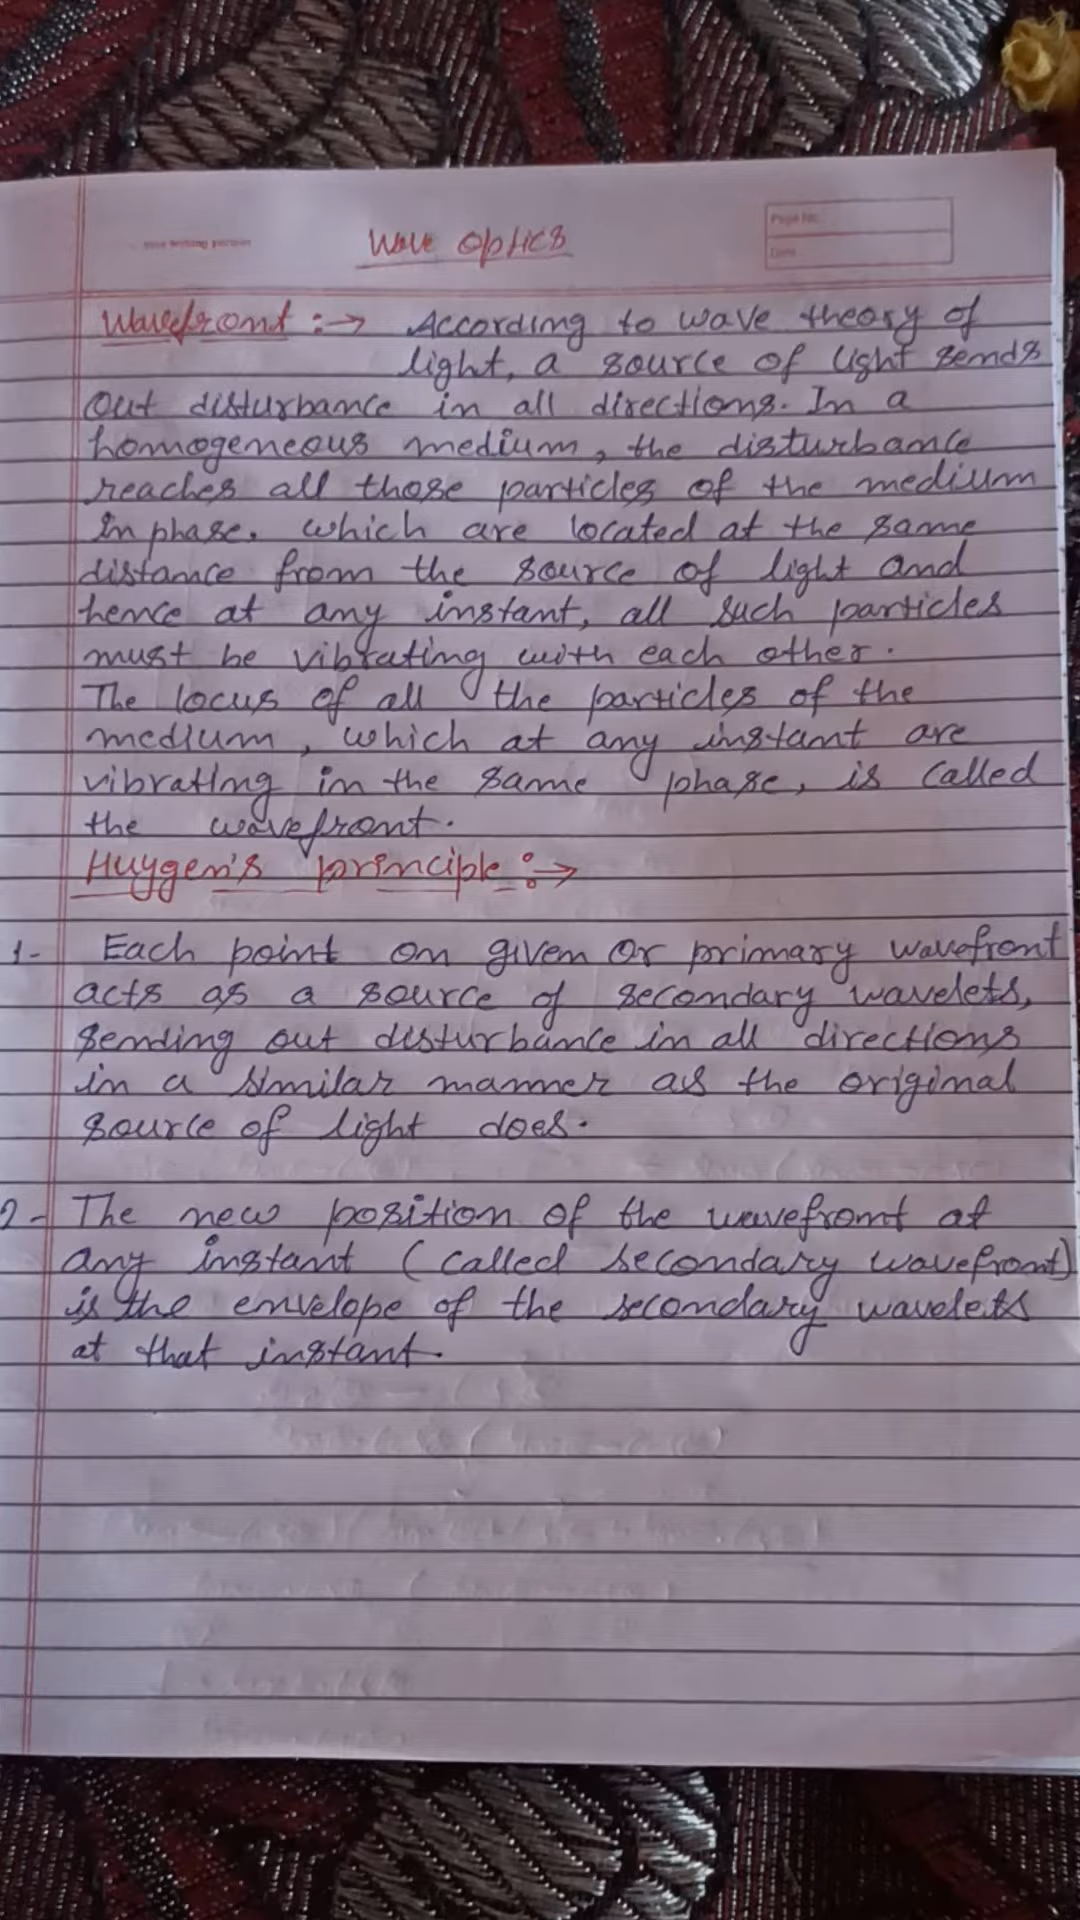 Wave Optics
Page No.
Date
Wavefront :→ According to wave theory of
light, a source of light sends
out disturbance in all directions. In a
homogeneous medium, the disturbance
reaches all those particles of the medium
in phase. which are located at the same
distance from the source of light and
hence at any instant, all such particles
must be vibrating with each other.
The locus of all the particles of the
medium, which at any instant are
vibrating in the same phase, is called
the wavefront.
Huygen's principle :→
1- Each point on given or primary wavefront
acts as a source of secondary wavelets,
sending out disturbance in all directions
in a similar manner as the original
source of light does.
2- The new position of the wavefront at
any instant (called secondary wavefront)
is the envelope of the secondary wavelets
at that instant.